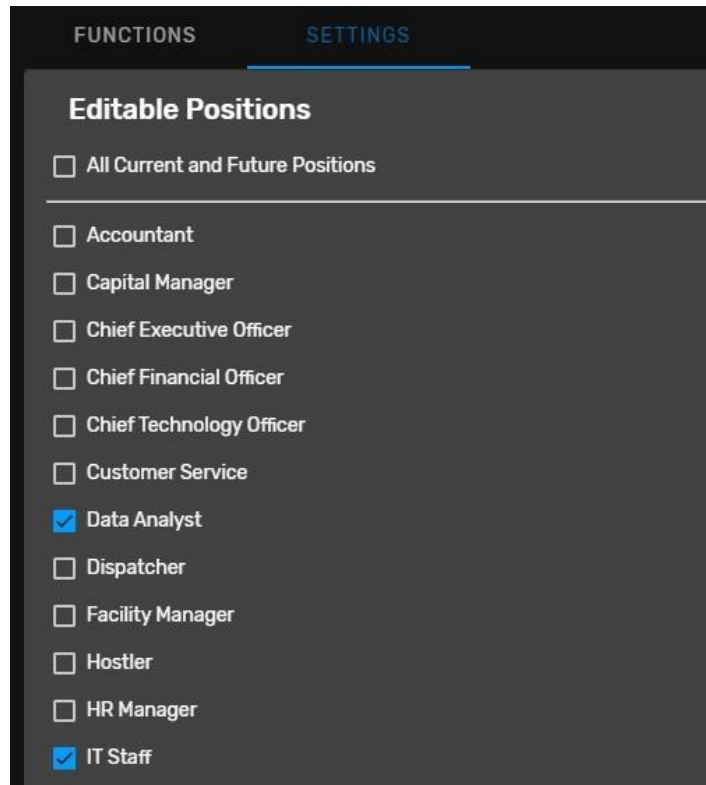 FUNCTIONS SETTINGS
Editable Positions
All Current and Future Positions
Accountant
Capital Manager
Chief Executive Officer
Chief Financial Officer
Chief Technology Officer
Customer Service
Data Analyst
Dispatcher
Facility Manager
Hostler
HR Manager
IT Staff